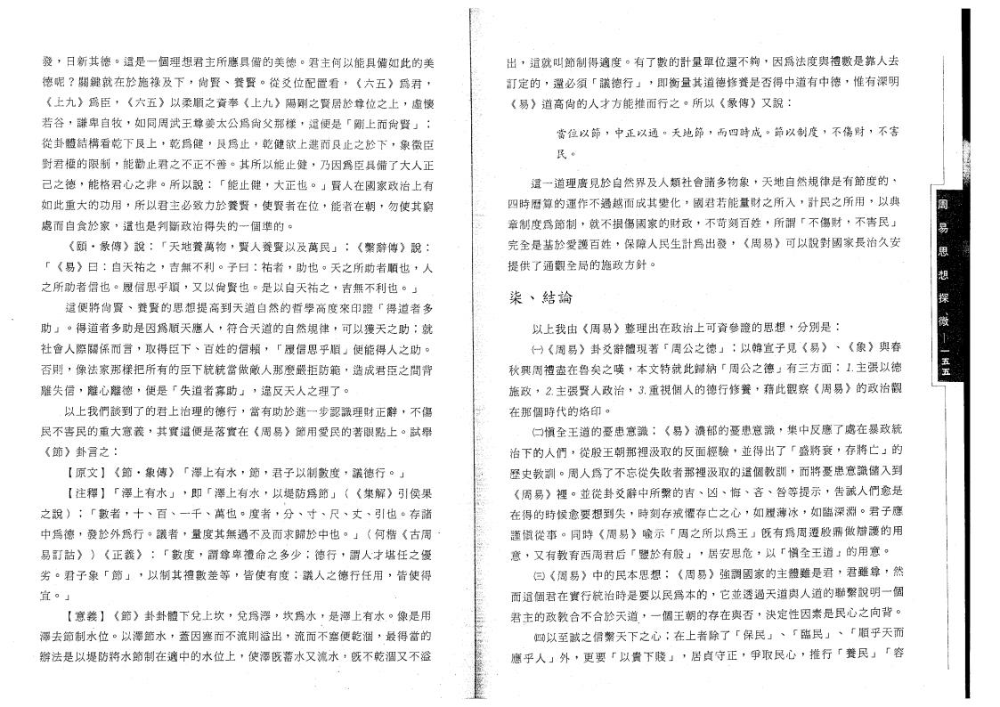 發，日新其德。這是一個理想君主所應具備的美德。君主何以能具備如此的美
德呢？關鍵就在於施祿及下，尙賢、養賢。從爻位配置看，《六五》爲君，
《上九》爲臣，《六五》以柔順之資奉《上九》陽剛之賢居於尊位之上，虛懷
若谷，謙卑自牧，如同周武王尊姜太公爲尙父那樣，這便是「剛上而尙賢」；
從卦體結構看乾下艮上，乾爲健，艮爲止，乾健欲上進而艮止之於下，象徵臣
對君權的限制，能勸止君之不正不善。其所以能止健，乃因爲臣具備了大人正
己之德，能格君心之非。所以說：「能止健，大正也。」賢人在國家政治上有
如此重大的功用，所以君主必致力於養賢，使賢者在位，能者在朝，勿使其窮
處而自食於家，這也是判斷政治得失的一個準的。
《頤·彖傳》說：「天地養萬物，賢人養賢以及萬民」；《繫辭傳》說：
「《易》曰：自天祐之，吉無不利。子曰：祐者，助也。天之所助者順也，人
之所助者信也。履信思乎順，又以尙賢也。是以自天祐之，吉無不利也。」
這便將尙賢、養賢的思想提高到天道自然的哲學高度來印證「得道者多
助」。得道者多助是因爲順天應人，符合天道的自然規律，可以獲天之助；就
社會人際關係而言，取得臣下、百姓的信賴，「履信思乎順」便能得人之助。
否則，像法家那樣把所有的臣下統統當做敵人那麼嚴拒防範，造成君臣之間背
離失信，離心離德，便是「失道者寡助」，違反天人之理了。
以上我們談到了的君上治理的德行，當有助於進一步認識理財正辭，不傷
民不害民的重大意義，其實這便是落實在《周易》節用愛民的著眼點上。試舉
《節》卦言之：
【原文】《節·象傳》「澤上有水，節，君子以制數度，議德行。」
【注釋】「澤上有水」，即「澤上有水，以堤防爲節」（《集解》引侯果
之說）；「數者，十、百、一千、萬也。度者，分、寸、尺、丈、引也。存諸
中爲德，發於外爲行。議者，量度其無過不及而求歸於中也。」（何楷《古周
易訂詁》）《正義》：「數度，謂尊卑禮命之多少；德行，謂人才堪任之優
劣。君子象「節」，以制其禮數差等，皆使有度；議人之德行任用，皆使得
宜。」
【意義】《節》卦卦體下兌上坎，兌爲澤，坎爲水，是澤上有水。像是用
澤去節制水位。以澤節水，蓋因塞而不流則溢出，流而不塞便乾涸，最得當的
辦法是以堤防將水節制在適中的水位上，使澤旣蓄水又流水，旣不乾涸又不溢
出，這就叫節制得適度。有了數的計量單位還不夠，因爲法度與禮數是靠人去
訂定的，還必須「議德行」，即衡量其道德修養是否得中道有中德，惟有深明
《易》道高尙的人才方能推而行之。所以《彖傳》又說：
當位以節，中正以通。天地節，而四時成。節以制度，不傷財，不害
民。
這一道理廣見於自然界及人類社會諸多物象，天地自然規律是有節度的、
四時曆算的運作不過越而成其變化，國君若能量財之所入，計民之所用，以典
章制度爲節制，就不損傷國家的財政，不苛刻百姓，所謂「不傷財，不害民」
完全是基於愛護百姓，保障人民生計爲出發，《周易》可以說對國家長治久安
提供了通觀全局的施政方針。
柒、結論
以上我由《周易》整理出在政治上可資參證的思想，分別是：
㈠《周易》卦爻辭體現著「周公之德」；以韓宣子見《易》、《象》與春
秋興周禮盡在魯矣之嘆，本文特就此歸納「周公之德」有三方面：1.主張以德
施政，2.主張賢人政治，3.重視個人的德行修養，藉此觀察《周易》的政治觀
在那個時代的烙印。
㈡愼全王道的憂患意識；《易》濃郁的憂患意識，集中反應了處在暴政統
治下的人們，從殷王朝那裡汲取的反面經驗，並得出了「盛將衰，存將亡」的
歷史教訓。周人爲了不忘從失敗者那裡汲取的這個教訓，而將憂患意識儲入到
《周易》裡。並從卦爻辭中所繫的吉、凶、悔、吝、咎等提示，告誡人們愈是
在得的時候愈要想到失，時刻存戒懼存亡之心，如履薄冰，如臨深淵。君子應
謹愼從事。同時《周易》喻示「周之所以爲王」旣有爲周遷殷鼎做辯護的用
意，又有教育西周君后「鑒於有殷」，居安思危，以「愼全王道」的用意。
㈢《周易》中的民本思想；《周易》強調國家的主體雖是君，君雖尊，然
而這個君在實行統治時是要以民爲本的，它並透過天道與人道的聯繫說明一個
君主的政教合不合於天道，一個王朝的存在與否，決定性因素是民心之向背。
㈣以至誠之信繫天下之心；在上者除了「保民」、「臨民」、「順乎天而
應乎人」外，更要「以貴下賤」，居貞守正，爭取民心，推行「養民」「容
周易思想探微｜一五五